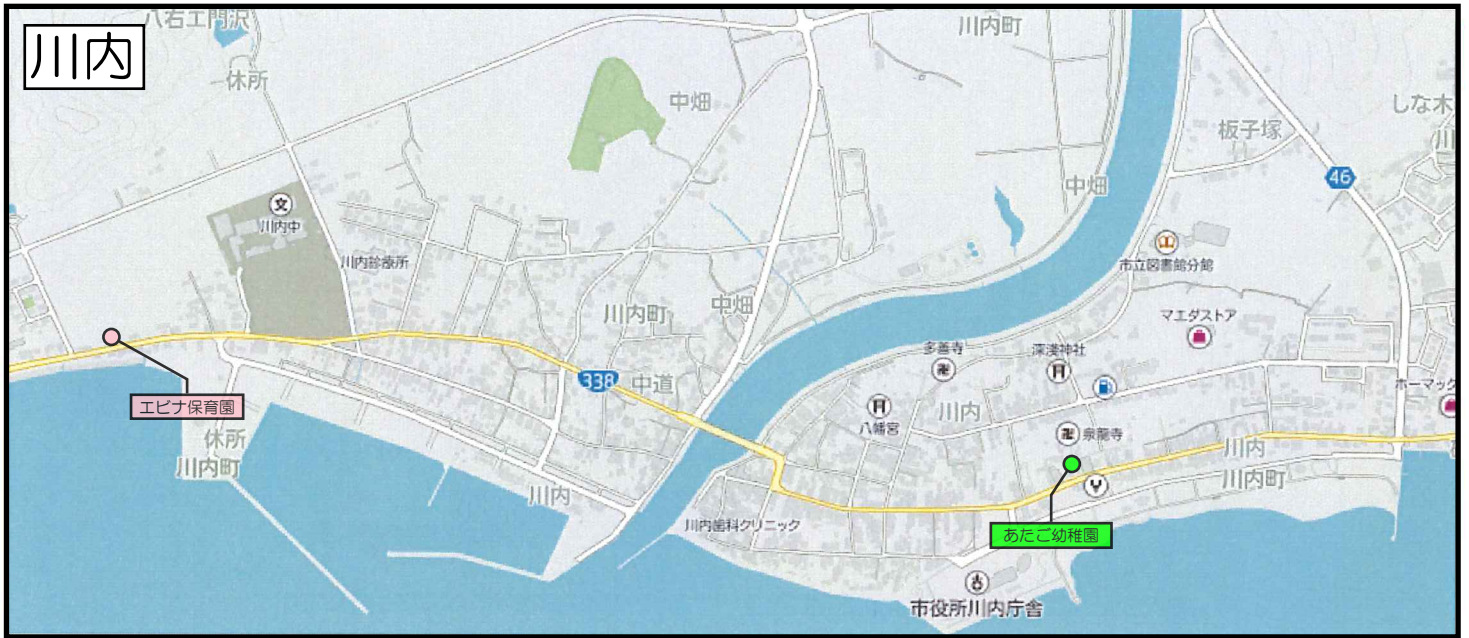 川内
八右エ門沢
川内町
休所
中畑
しな木
川
板子塚
46
中畑
川内中
川内診療所
市立図書館分館
川内町
中畑
マエダストア
多善寺
深淺神社
338
中道
ホーマック
エビナ保育園
川内
八幡宮
泉龍寺
休所
川内町
川内
川内町
川内
川内歯科クリニック
あたご幼稚園
市役所川内庁舎